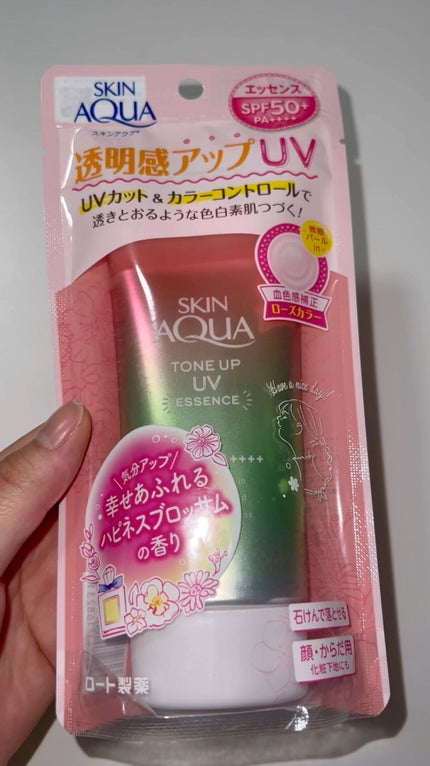 SKIN
AQUA
スキンアクア
エッセンス
SPF50+
PA++++
透明感アップUV
UVカット & カラーコントロールで
透きとおるような色白素肌つづく!
微細
パール
in
血色感補正
ローズカラー
SKIN
AQUA
TONE UP
UV
ESSENCE
Have a nice day!
++++
気分アップ
幸せあふれる
ハピネスブロッサム
の香り
石けんで落とせる
顔・からだ用
化粧下地にも
ロート製薬